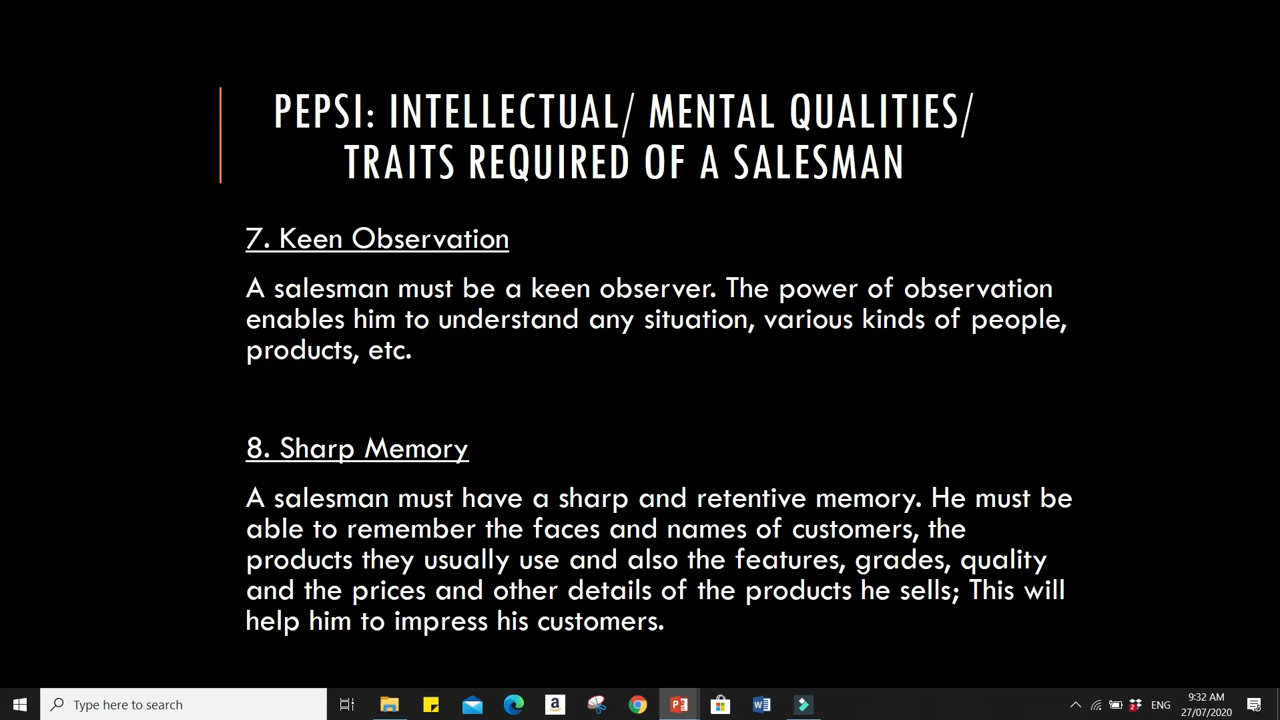 PEPSI: INTELLECTUAL/ MENTAL QUALITIES/
TRAITS REQUIRED OF A SALESMAN
7. Keen Observation
A salesman must be a keen observer. The power of observation
enables him to understand any situation, various kinds of people,
products, etc.
8. Sharp Memory
A salesman must have a sharp and retentive memory. He must be
able to remember the faces and names of customers, the
products they usually use and also the features, grades, quality
and the prices and other details of the products he sells; This will
help him to impress his customers.
Type here to search
ENG
9:32 AM
27/07/2020